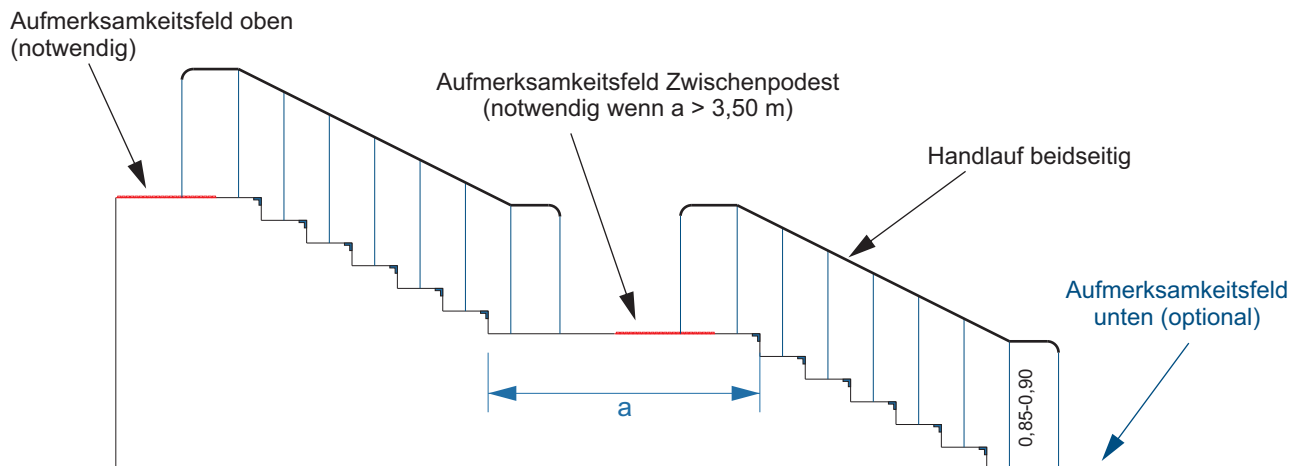 Aufmerksamkeitsfeld oben
(notwendig)
Aufmerksamkeitsfeld Zwischenpodest
(notwendig wenn a > 3,50 m)
Handlauf beidseitig
Aufmerksamkeitsfeld
unten (optional)
a
0,85-0,90